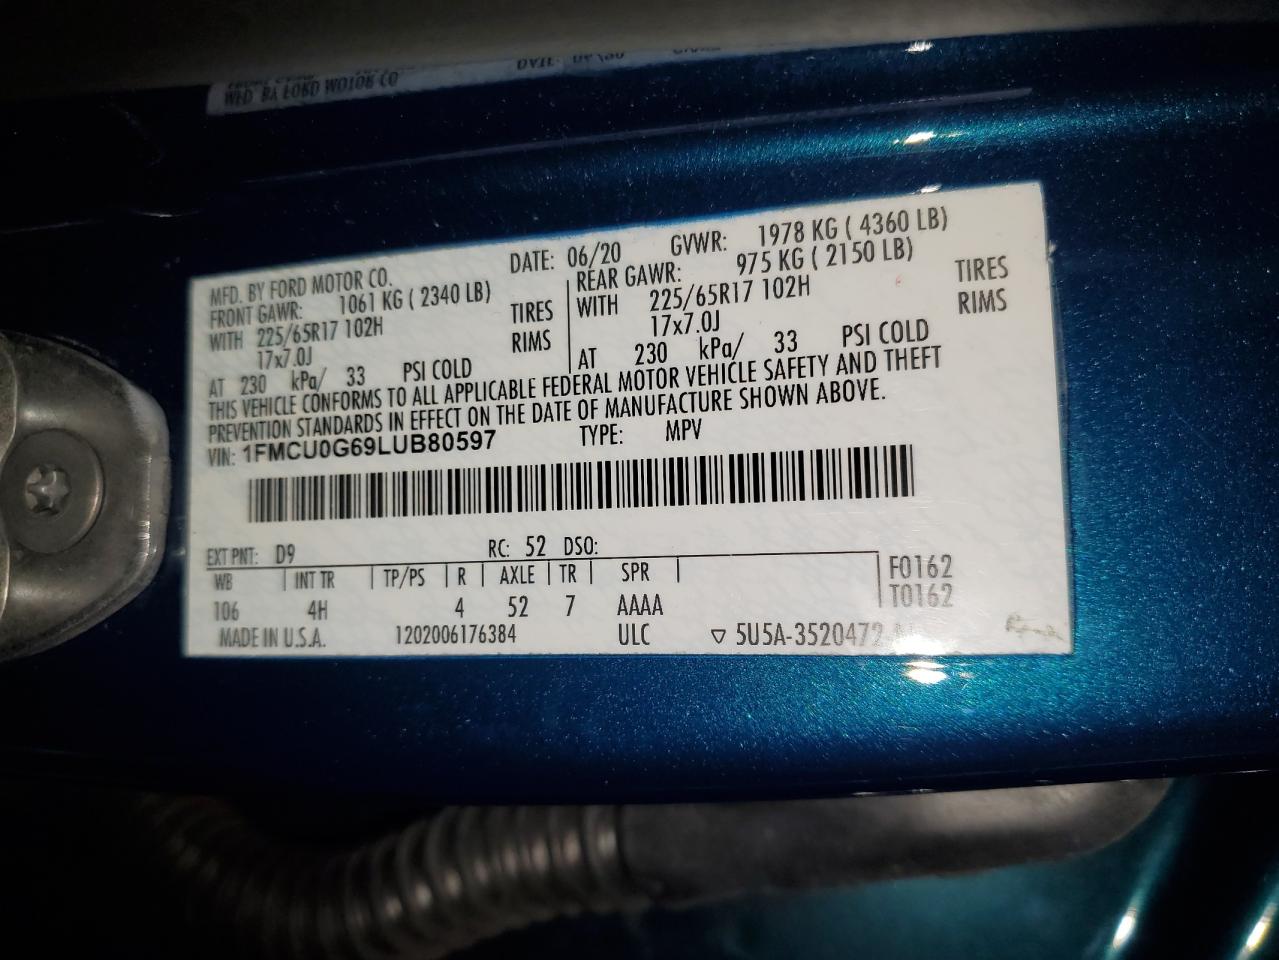 MFD. BY FORD MOTOR CO. DATE: 06/20 GVWR: 1978 KG ( 4360 LB)
FRONT GAWR: 1061 KG ( 2340 LB) REAR GAWR: 975 KG ( 2150 LB)
WITH 225/65R17 102H TIRES WITH 225/65R17 102H TIRES
17x7.0J RIMS 17x7.0J RIMS
AT 230 kPa/ 33 PSI COLD AT 230 kPa/ 33 PSI COLD
THIS VEHICLE CONFORMS TO ALL APPLICABLE FEDERAL MOTOR VEHICLE SAFETY AND THEFT
PREVENTION STANDARDS IN EFFECT ON THE DATE OF MANUFACTURE SHOWN ABOVE.
VIN: 1FMCU0G69LUB80597 TYPE: MPV
EXT PNT: D9 RC: 52 DSO:
WB INT TR TP/PS R AXLE TR SPR F0162
106 4H 4 52 7 AAAA T0162
MADE IN U.S.A. 1202006176384 ULC ▽ 5U5A-3520472